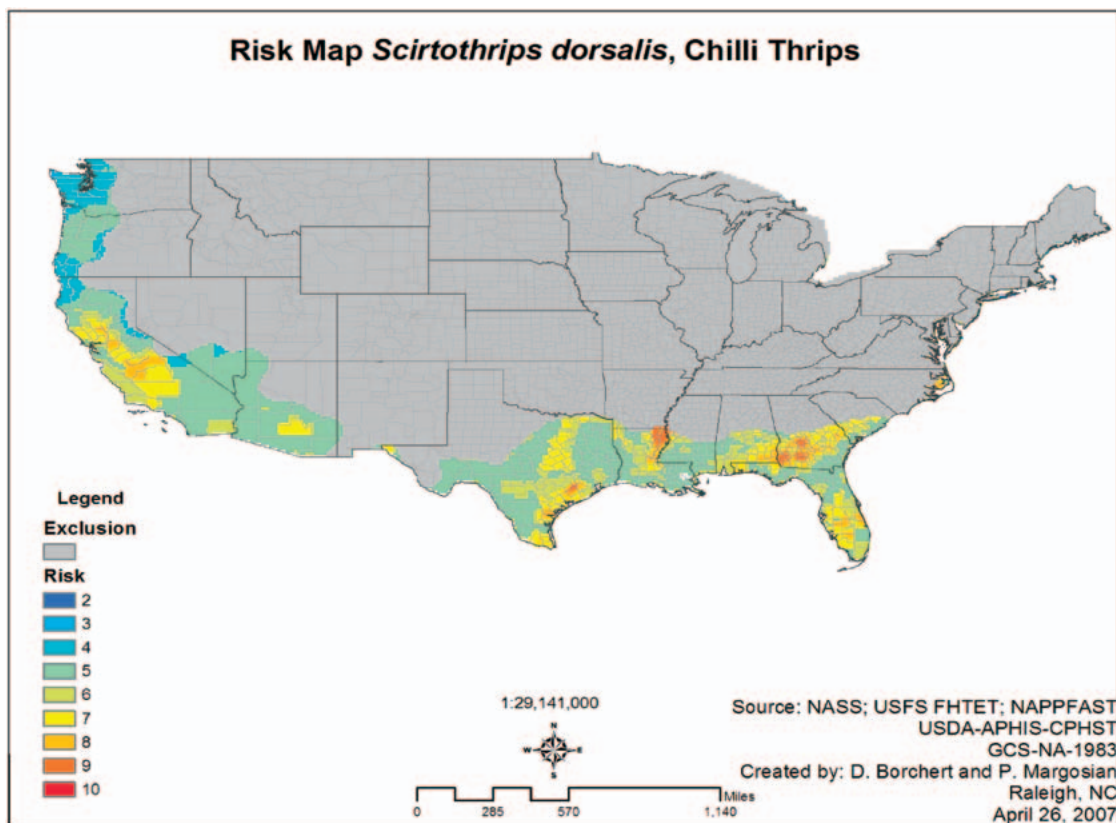 Risk Map Scirtothrips dorsalis, Chilli Thrips
Legend
Exclusion
Risk
2
3
4
5
6
7
8
9
10
1:29,141,000
N
W E
S
Miles
0 285 570 1,140
Source: NASS; USFS FHTET; NAPPFAST
USDA-APHIS-CPHST
GCS-NA-1983
Created by: D. Borchert and P. Margosian
Raleigh, NC
April 26, 2007